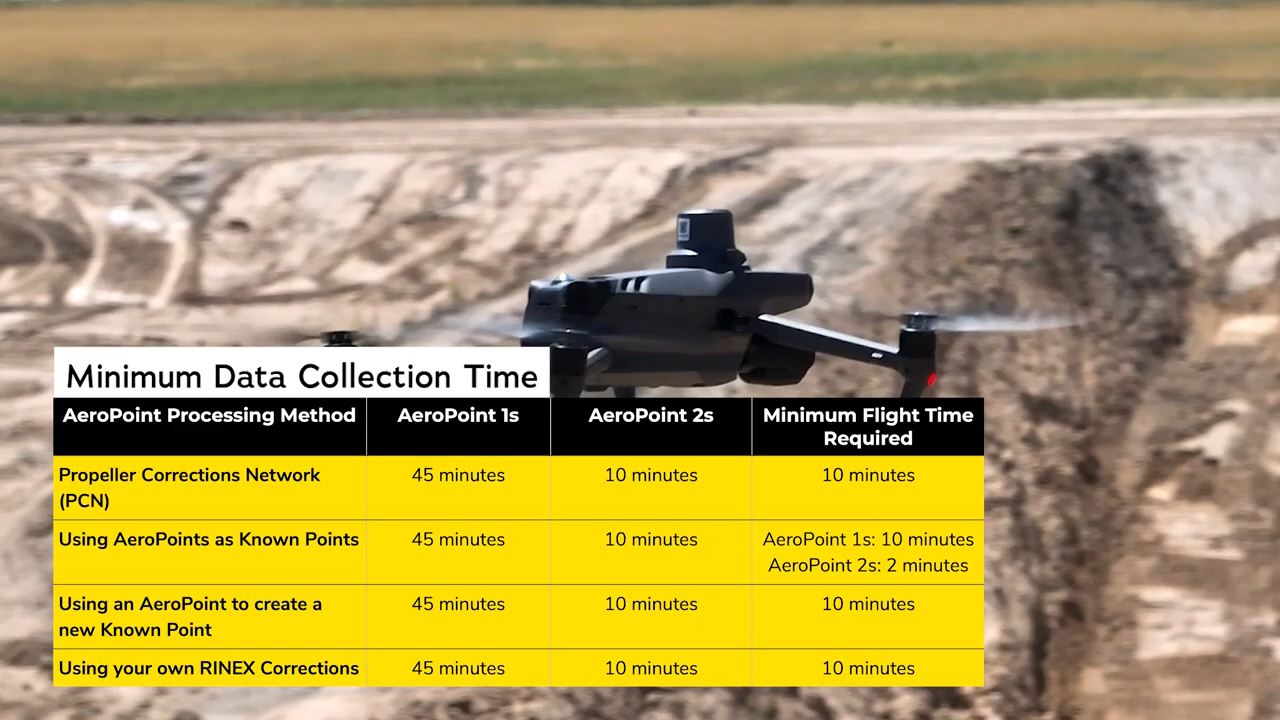 Minimum Data Collection Time
AeroPoint Processing Method AeroPoint 1s AeroPoint 2s Minimum Flight Time
Required
Propeller Corrections Network 45 minutes 10 minutes 10 minutes
(PCN)
Using AeroPoints as Known Points 45 minutes 10 minutes AeroPoint 1s: 10 minutes
AeroPoint 2s: 2 minutes
Using an AeroPoint to create a 45 minutes 10 minutes 10 minutes
new Known Point
Using your own RINEX Corrections 45 minutes 10 minutes 10 minutes